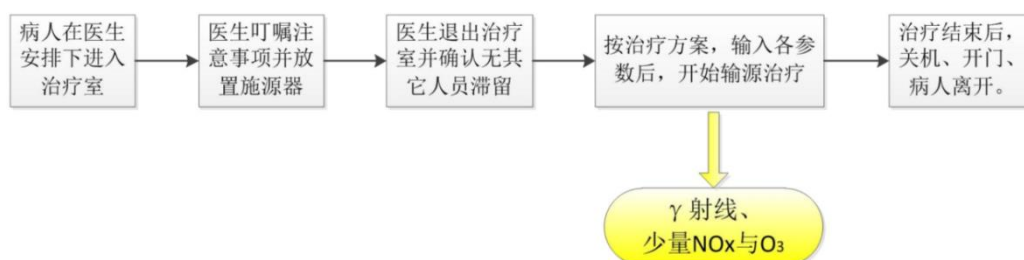 病人在医生
安排下进入
治疗室
医生叮嘱注
意事项并放
置施源器
医生退出治疗
室并确认无其
它人员滞留
按治疗方案，输入各参
数后，开始输源治疗
治疗结束后，
关机、开门、
病人离开。
γ射线、
少量NOx与O₃